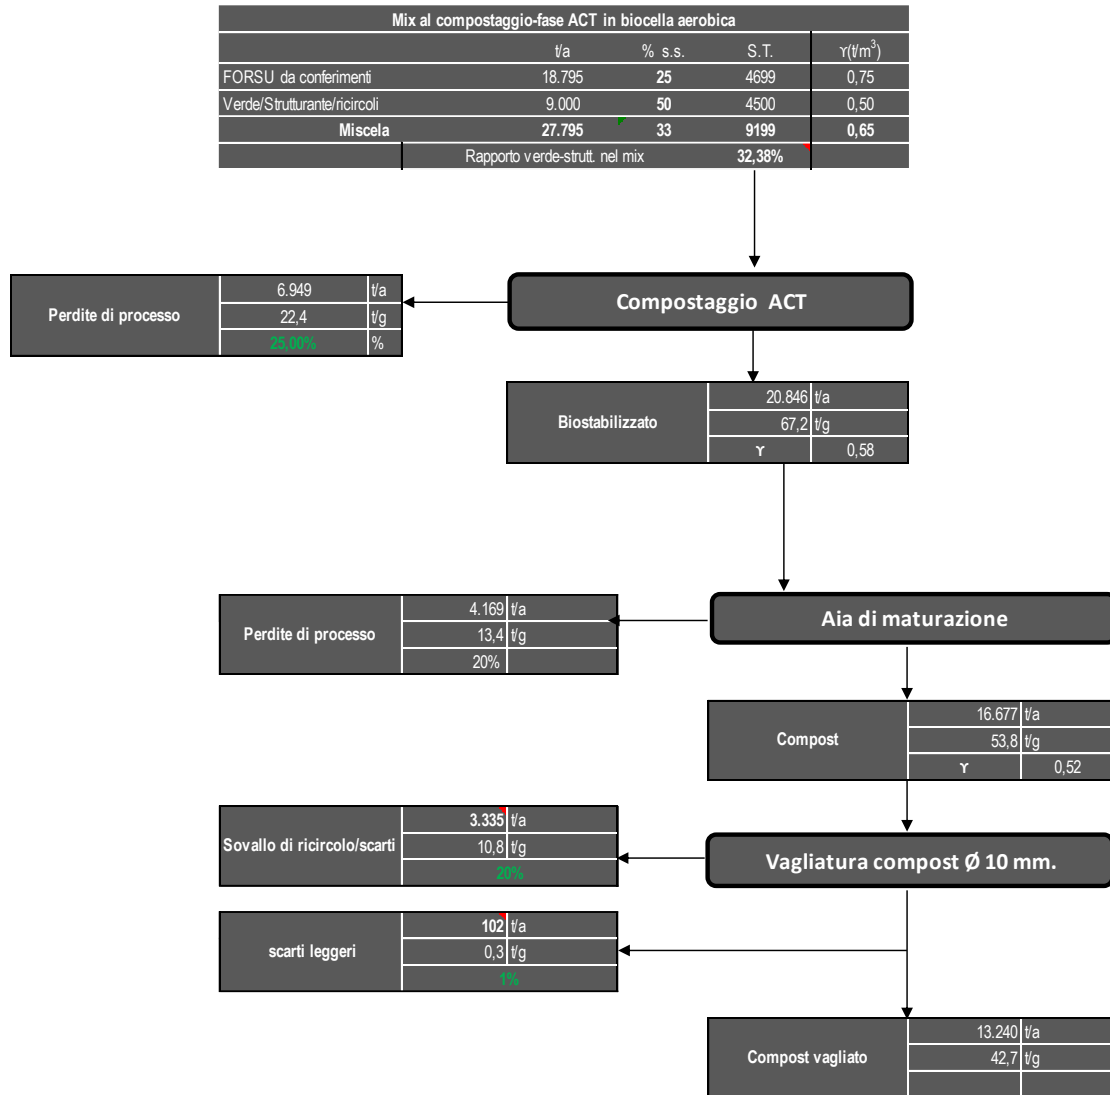 Mix al compostaggio-fase ACT in biocella aerobica
t/a % s.s. S.T. ϒ(t/m³)
FORSU da conferimenti 18.795 25 4699 0,75
Verde/Strutturante/ricircoli 9.000 50 4500 0,50
Miscela 27.795 33 9199 0,65
Rapporto verde-strutt. nel mix 32,38%
Compostaggio ACT
6.949 t/a
Perdite di processo 22,4 t/g
25,00% %
20.846 t/a
Biostabilizzato 67,2 t/g
ϒ 0,58
Aia di maturazione
4.169 t/a
Perdite di processo 13,4 t/g
20%
16.677 t/a
Compost 53,8 t/g
ϒ 0,52
Vagliatura compost Ø 10 mm.
3.335 t/a
Sovallo di ricircolo/scarti 10,8 t/g
20%
102 t/a
scarti leggeri 0,3 t/g
1%
13.240 t/a
Compost vagliato 42,7 t/g